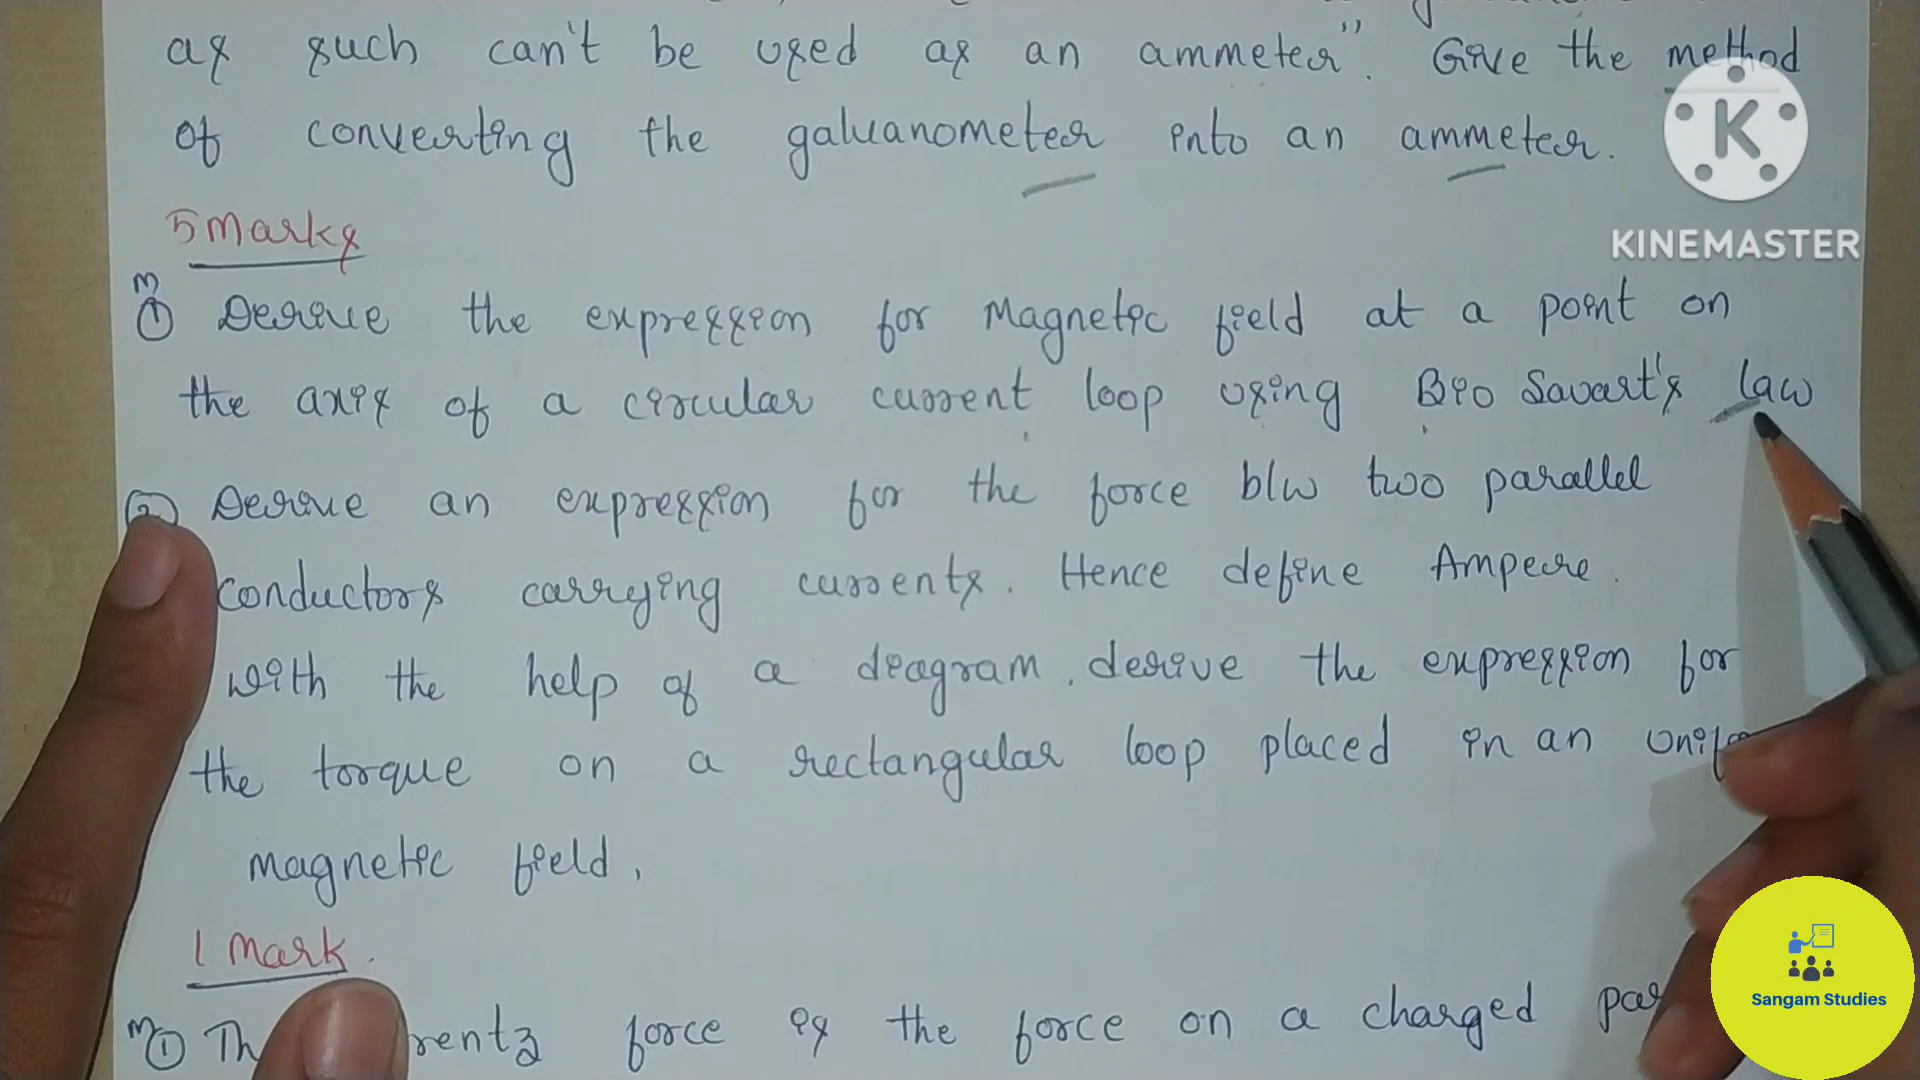 as such can't be used as an ammeter". Give the method
of converting the galvanometer into an ammeter.
K
KINEMASTER
5 Marks
M
① Derive the expression for Magnetic field at a point on
the axis of a circular current loop using Bio Savart's law
② Derive an expression for the force b/w two parallel
conductors carrying currents. Hence define Ampere.
With the help of a diagram, derive the expression for
the torque on a rectangular loop placed in an
magnetic field.
1 Mark.
M① force is the force on a charged
Sangam Studies